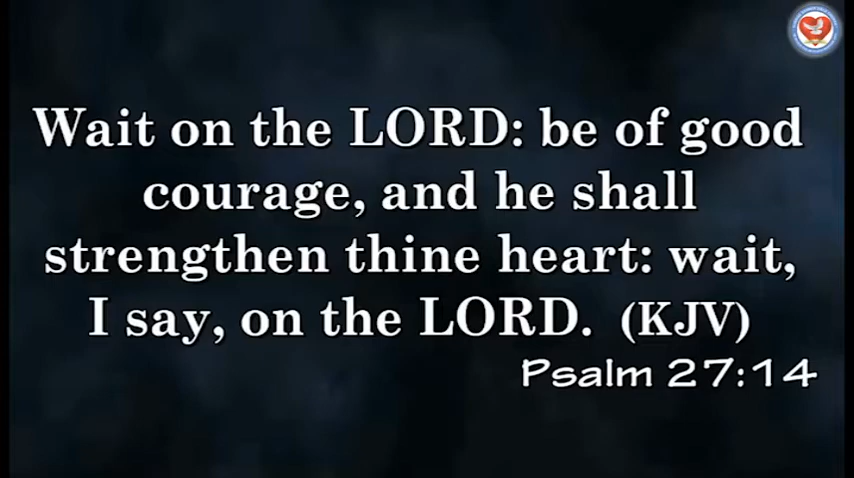 Wait on the LORD: be of good
courage, and he shall
strengthen thine heart: wait,
I say, on the LORD. (KJV)
Psalm 27:14